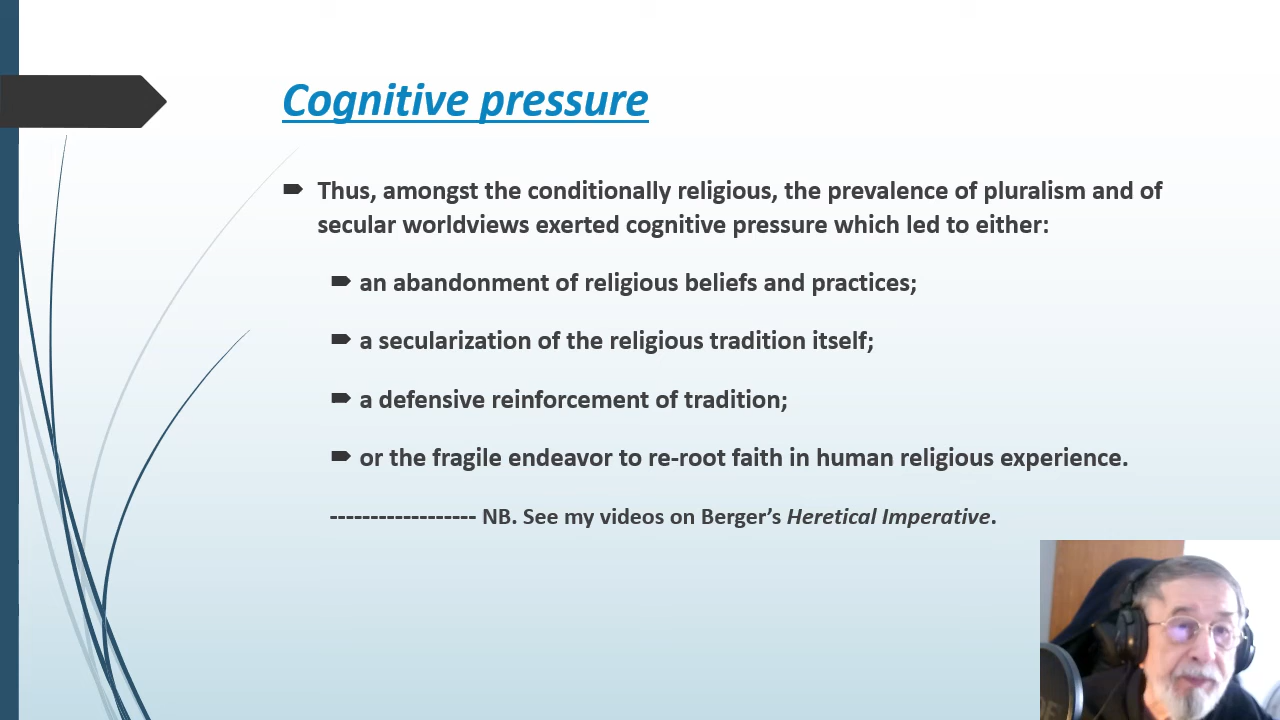 Cognitive pressure
Thus, amongst the conditionally religious, the prevalence of pluralism and of
secular worldviews exerted cognitive pressure which led to either:
an abandonment of religious beliefs and practices;
a secularization of the religious tradition itself;
a defensive reinforcement of tradition;
or the fragile endeavor to re-root faith in human religious experience.
------------------ NB. See my videos on Berger’s Heretical Imperative.